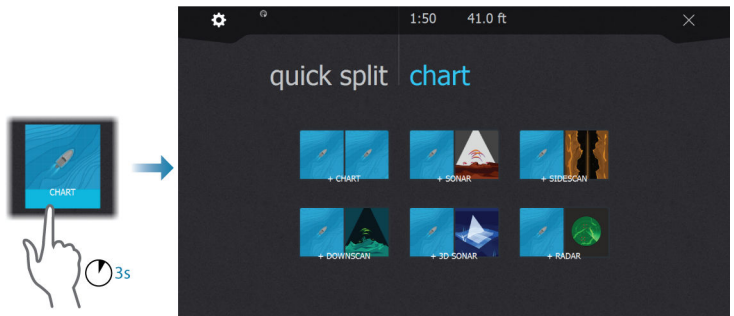 1:50 41.0 ft
quick split chart
CHART
3s
+ CHART + SONAR + SIDESCAN
+ DOWNSCAN + 3D SONAR + RADAR